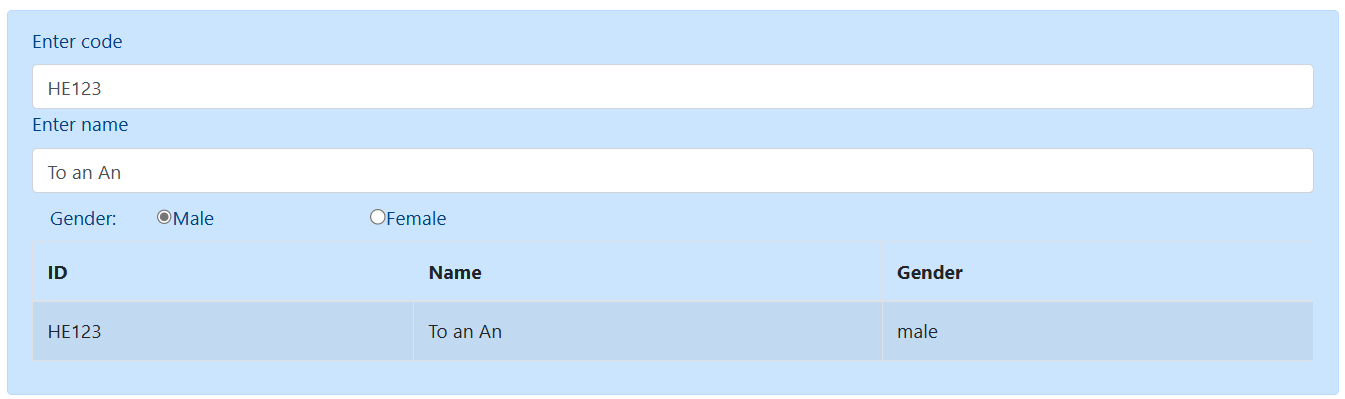 Enter code
HE123
Enter name
To an An
Gender: Male Female
ID Name Gender
HE123 To an An male